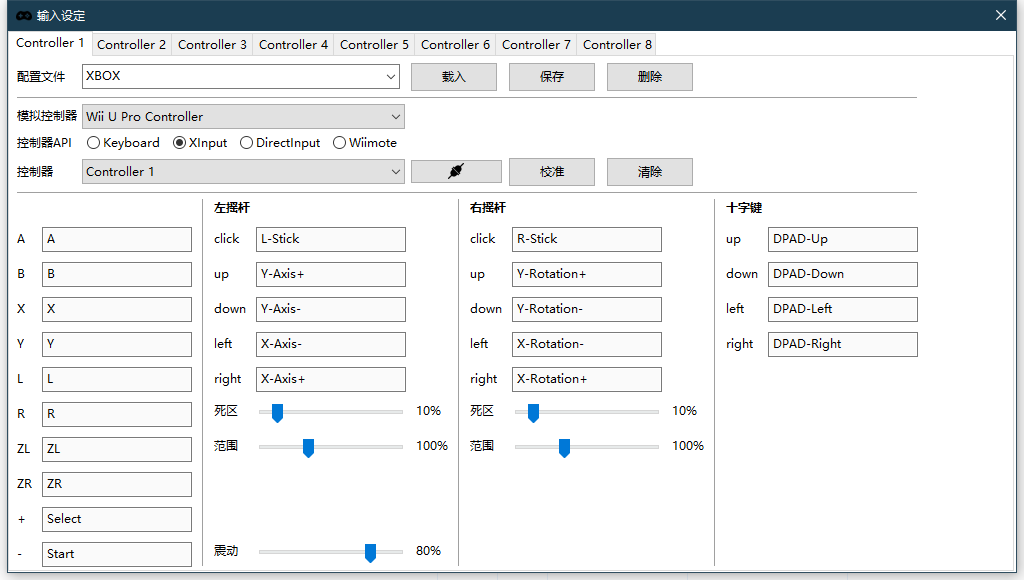 输入设定
Controller 1 Controller 2 Controller 3 Controller 4 Controller 5 Controller 6 Controller 7 Controller 8
配置文件 XBOX 载入 保存 删除
模拟控制器 Wii U Pro Controller
控制器API Keyboard XInput DirectInput Wiimote
控制器 Controller 1 校准 清除
左摇杆 右摇杆 十字键
A A click L-Stick click R-Stick up DPAD-Up
B B up Y-Axis+ up Y-Rotation+ down DPAD-Down
X X down Y-Axis- down Y-Rotation- left DPAD-Left
Y Y left X-Axis- left X-Rotation- right DPAD-Right
L L right X-Axis+ right X-Rotation+
R R 死区 10% 死区 10%
ZL ZL 范围 100% 范围 100%
ZR ZR
+ Select
- Start 震动 80%